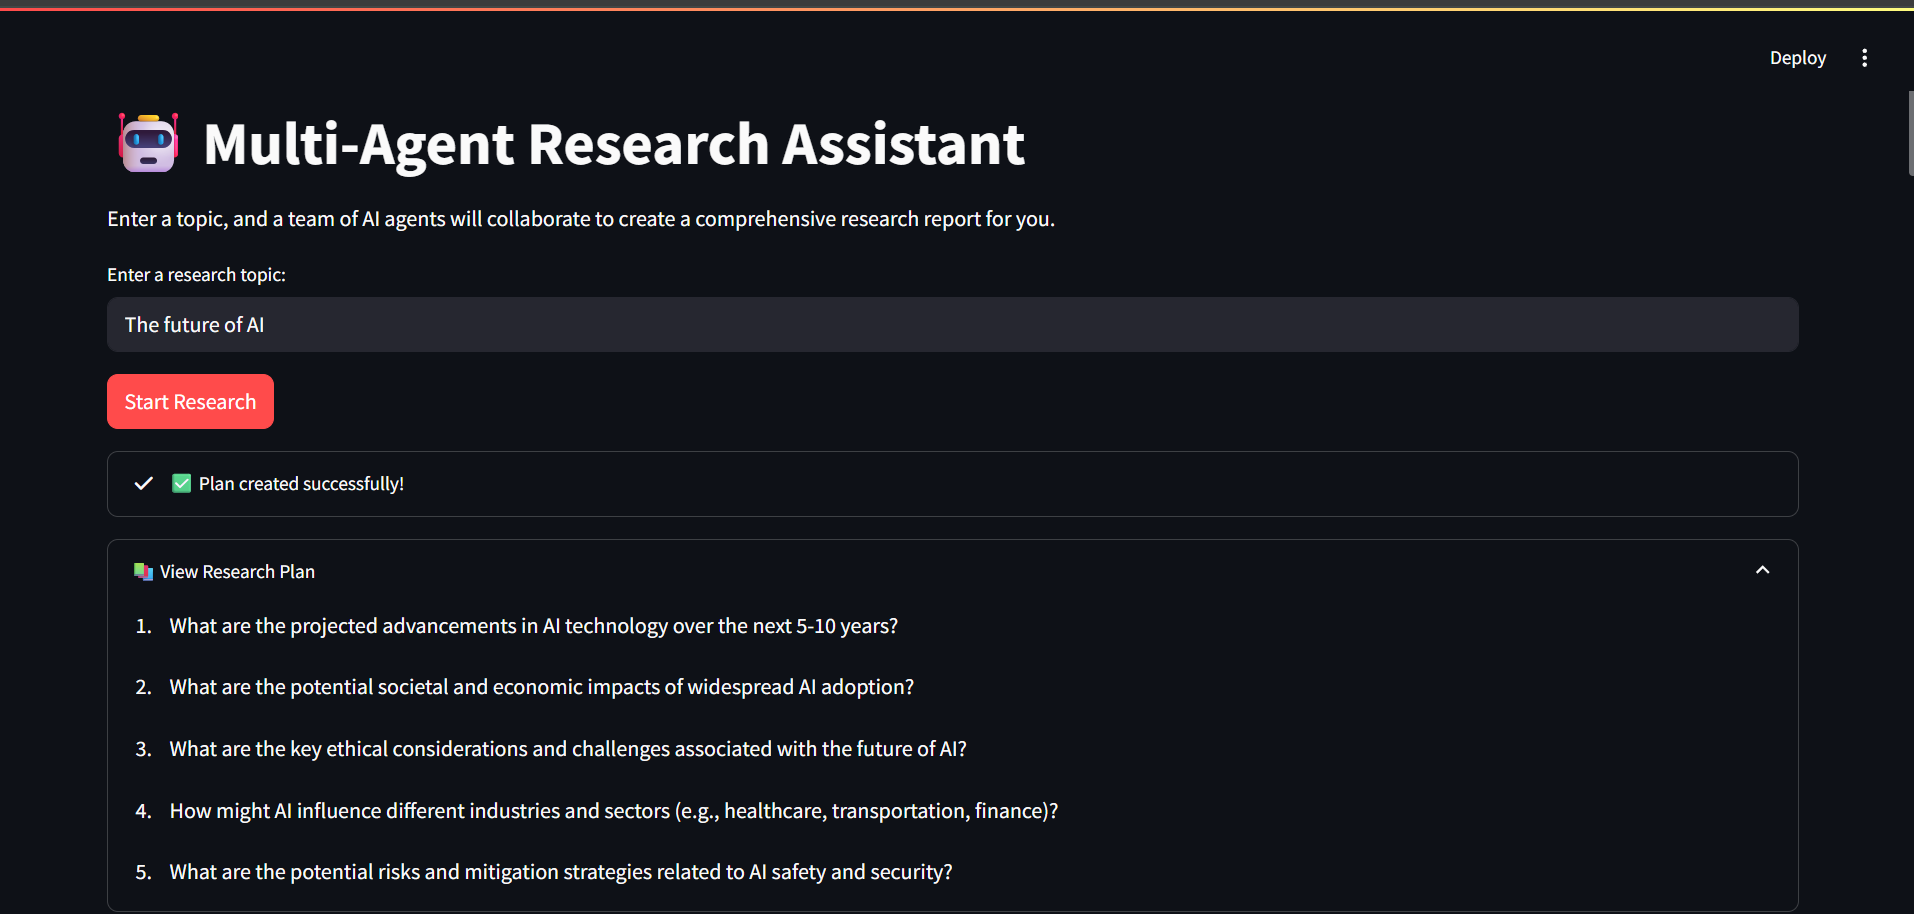 Deploy
Multi-Agent Research Assistant
Enter a topic, and a team of AI agents will collaborate to create a comprehensive research report for you.
Enter a research topic:
The future of AI
Start Research
Plan created successfully!
View Research Plan
1. What are the projected advancements in AI technology over the next 5-10 years?
2. What are the potential societal and economic impacts of widespread AI adoption?
3. What are the key ethical considerations and challenges associated with the future of AI?
4. How might AI influence different industries and sectors (e.g., healthcare, transportation, finance)?
5. What are the potential risks and mitigation strategies related to AI safety and security?